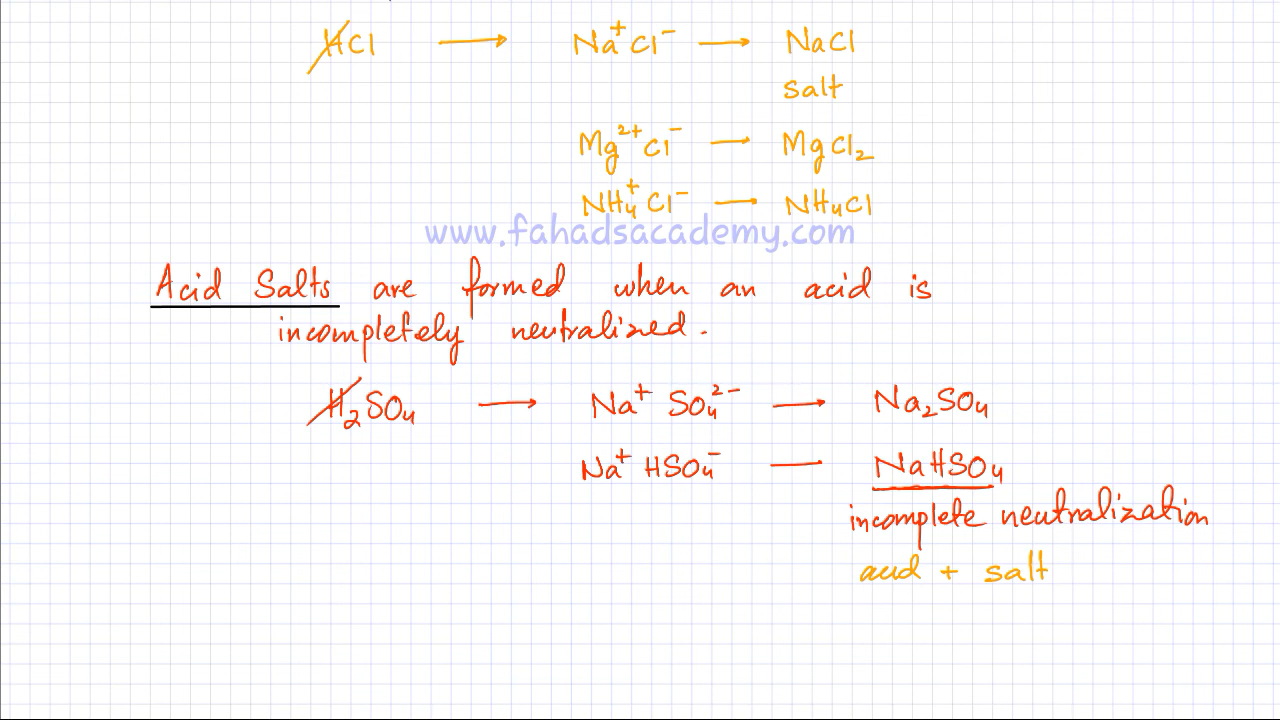 HCl → Na⁺Cl⁻ → NaCl
salt
Mg²⁺Cl⁻ → MgCl₂
NH₄⁺Cl⁻ → NH₄Cl
www.fahadsacademy.com
Acid Salts are formed when an acid is
incompletely neutralized.
H₂SO₄ → Na⁺ SO₄²⁻ → Na₂SO₄
Na⁺ HSO₄⁻ — NaHSO₄
incomplete neutralization
acid + salt